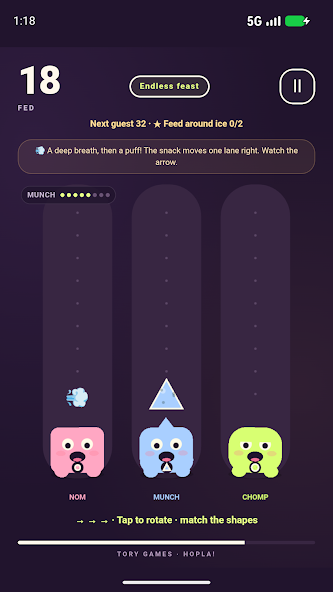 1:18
5G
18
FED
Endless feast
Next guest 32 · ★ Feed around ice 0/2
💨 A deep breath, then a puff! The snack moves one lane right. Watch the
arrow.
MUNCH
NOM
MUNCH
CHOMP
→ → → · Tap to rotate · match the shapes
TORY GAMES · HOPLA!